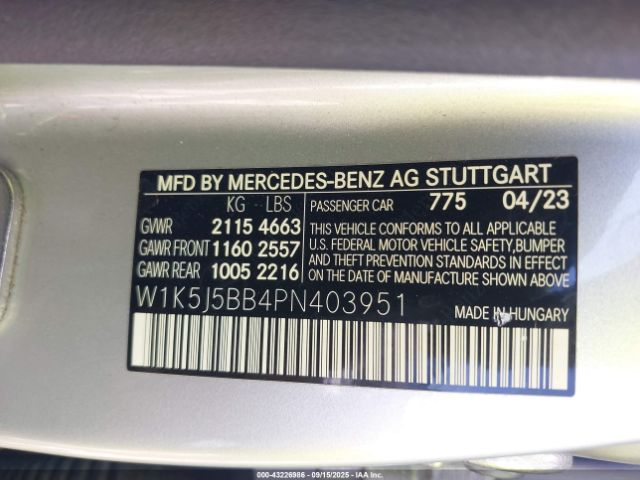 MFD BY MERCEDES-BENZ AG STUTTGART
KG LBS
GVWR 2115 4663
GAWR FRONT 1160 2557
GAWR REAR 1005 2216
PASSENGER CAR 775 04/23
THIS VEHICLE CONFORMS TO ALL APPLICABLE
U.S. FEDERAL MOTOR VEHICLE SAFETY, BUMPER
AND THEFT PREVENTION STANDARDS IN EFFECT
ON THE DATE OF MANUFACTURE SHOWN ABOVE
W1K5J5BB4PN403951
MADE IN HUNGARY
000-43226986 - 09/15/2025 - IAAI.COM